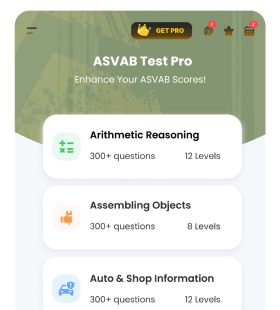 GET PRO
ASVAB Test Pro
Enhance Your ASVAB Scores!
Arithmetic Reasoning
300+ questions 12 Levels
Assembling Objects
300+ questions 8 Levels
Auto & Shop Information
300+ questions 12 Levels